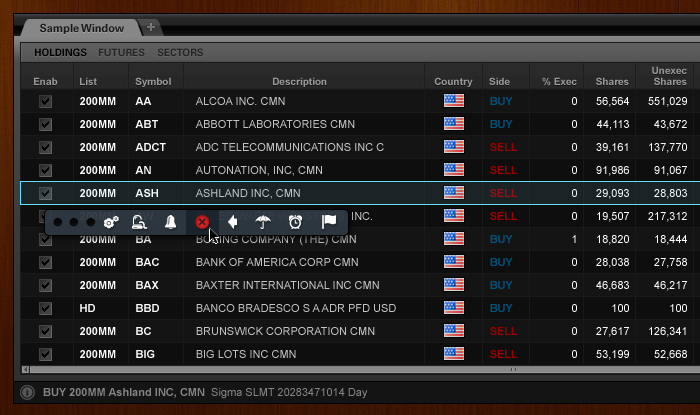 Sample Window +
HOLDINGS FUTURES SECTORS
Enab List Symbol Description Country Side % Exec Shares Unexec Shares
200MM AA ALCOA INC. CMN BUY 0 56,564 551,029
200MM ABT ABBOTT LABORATORIES CMN BUY 0 44,113 43,672
200MM ADCT ADC TELECOMMUNICATIONS INC C SELL 0 39,161 137,770
200MM AN AUTONATION, INC, CMN SELL 0 91,986 91,067
200MM ASH ASHLAND INC, CMN SELL 0 29,093 28,803
INC. SELL 0 19,507 217,312
200MM BA BOEING COMPANY (THE) CMN BUY 1 18,820 18,444
200MM BAC BANK OF AMERICA CORP CMN BUY 0 28,038 27,758
200MM BAX BAXTER INTERNATIONAL INC CMN BUY 0 46,683 46,217
HD BBD BANCO BRADESCO S A ADR PFD USD BUY 0 100 100
200MM BC BRUNSWICK CORPORATION CMN SELL 0 27,617 126,341
200MM BIG BIG LOTS INC CMN SELL 0 53,199 52,668
BUY 200MM Ashland INC, CMN Sigma SLMT 20283471014 Day